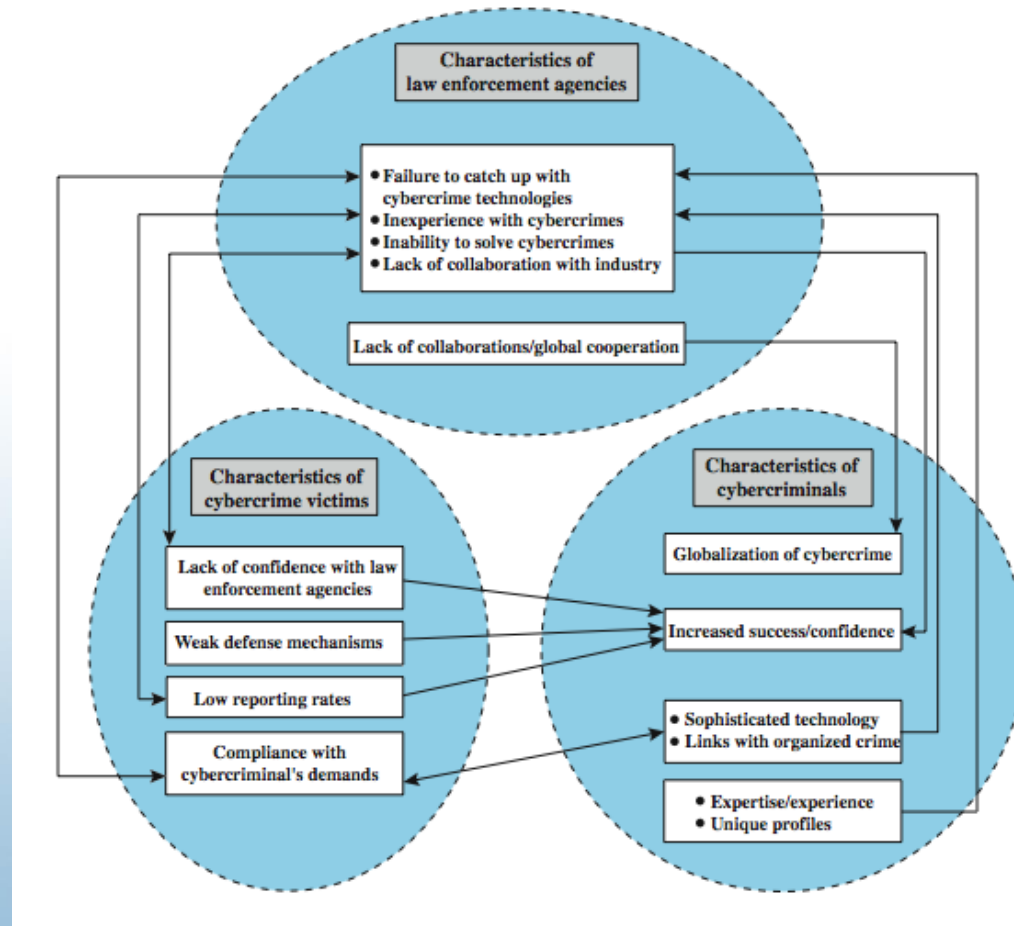 Characteristics of
law enforcement agencies
• Failure to catch up with
cybercrime technologies
• Inexperience with cybercrimes
• Inability to solve cybercrimes
• Lack of collaboration with industry
Lack of collaborations/global cooperation
Characteristics of
cybercrime victims
Lack of confidence with law
enforcement agencies
Weak defense mechanisms
Low reporting rates
Compliance with
cybercriminal's demands
Characteristics of
cybercriminals
Globalization of cybercrime
Increased success/confidence
• Sophisticated technology
• Links with organized crime
• Expertise/experience
• Unique profiles